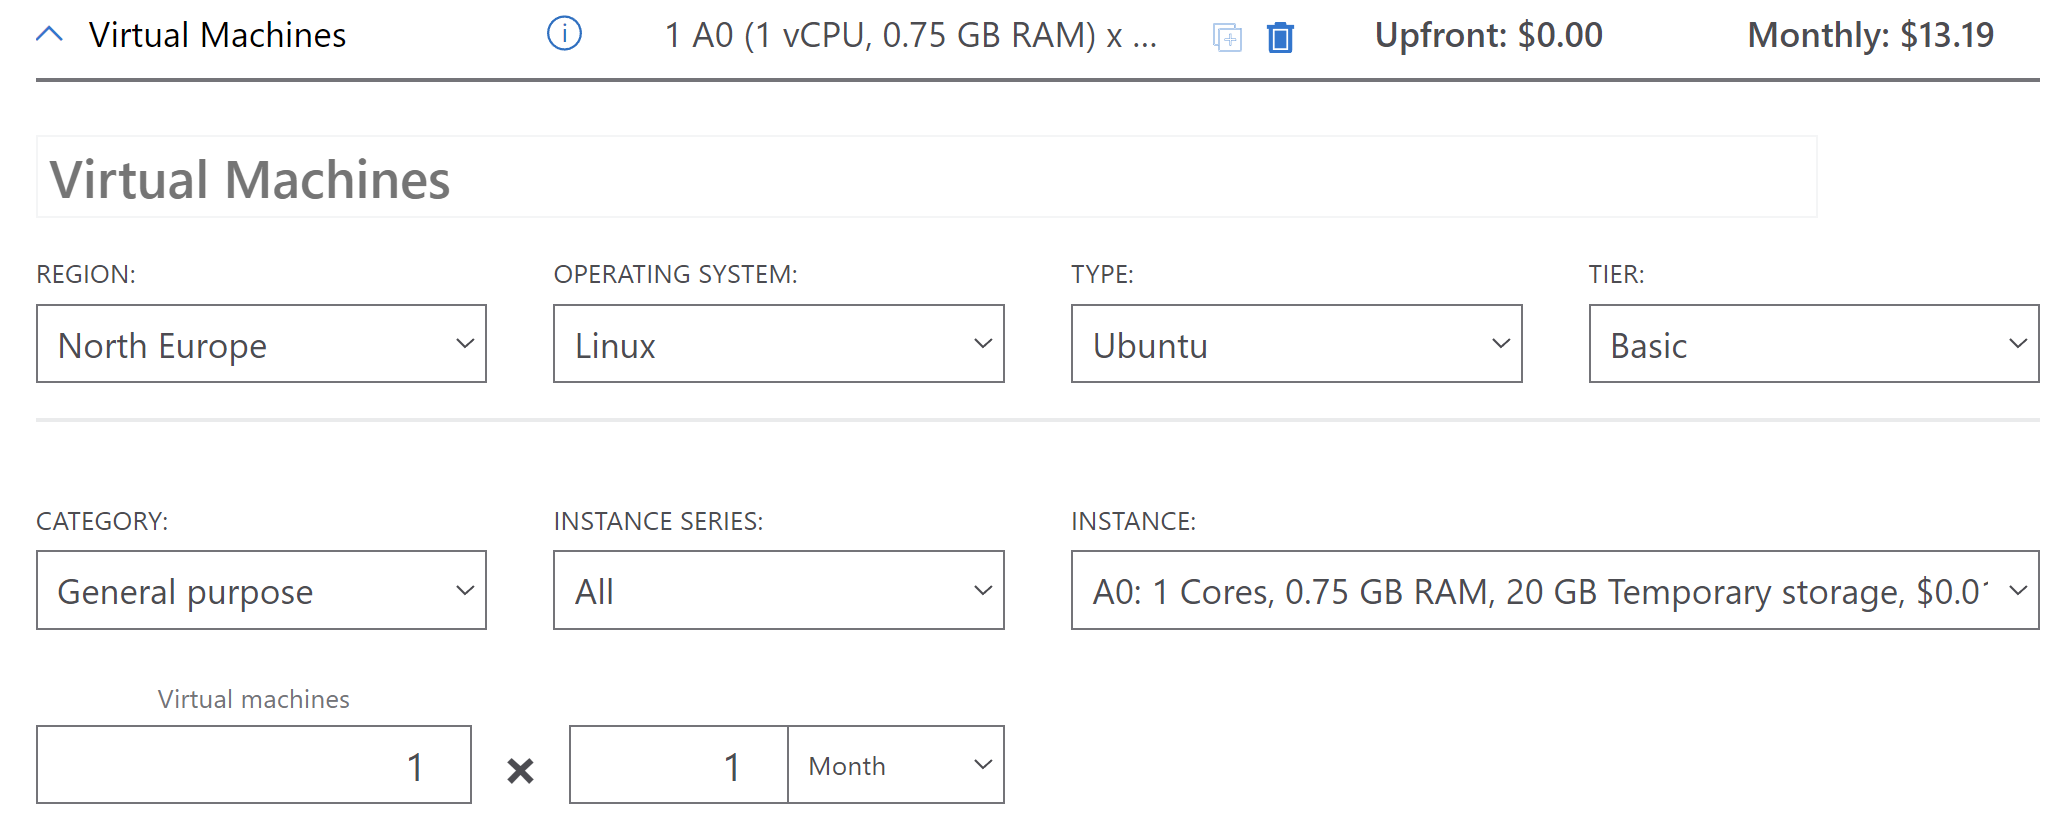 Virtual Machines 1 A0 (1 vCPU, 0.75 GB RAM) x ... Upfront: $0.00 Monthly: $13.19
Virtual Machines
REGION: OPERATING SYSTEM: TYPE: TIER:
North Europe Linux Ubuntu Basic
CATEGORY: INSTANCE SERIES: INSTANCE:
General purpose All A0: 1 Cores, 0.75 GB RAM, 20 GB Temporary storage, $0.0
Virtual machines
1 × 1 Month